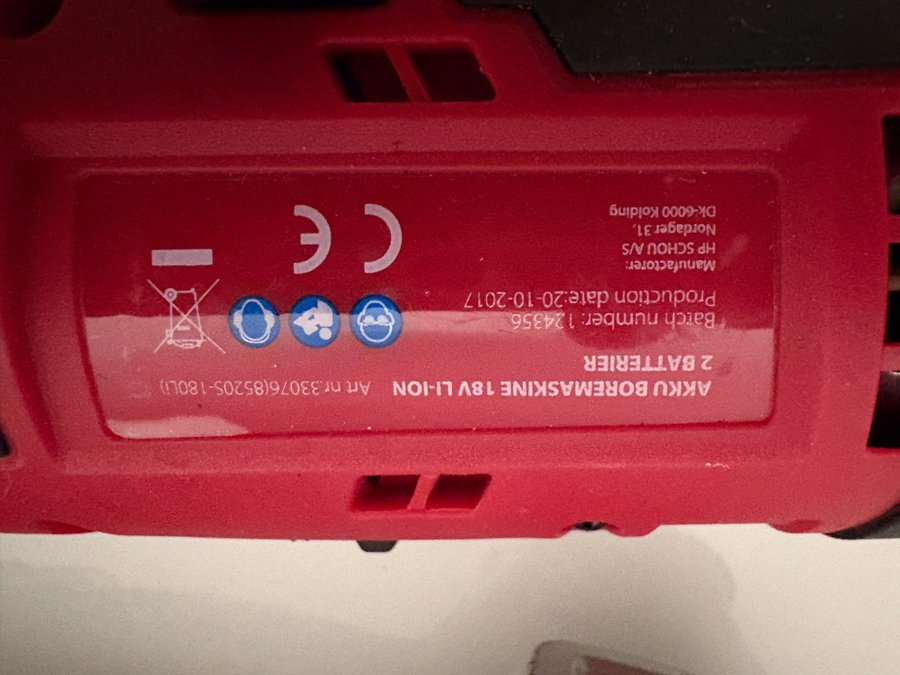 AKKU BOREMASKINE 18V LI-ION Art nr.33076(8520S-180Li)
2 BATTERIER
Batch number: 124356
Production date:20-10-2017
Manufacturer:
HP SCHOU A/S
Nordager 31,
Dk-6000 Kolding
CE